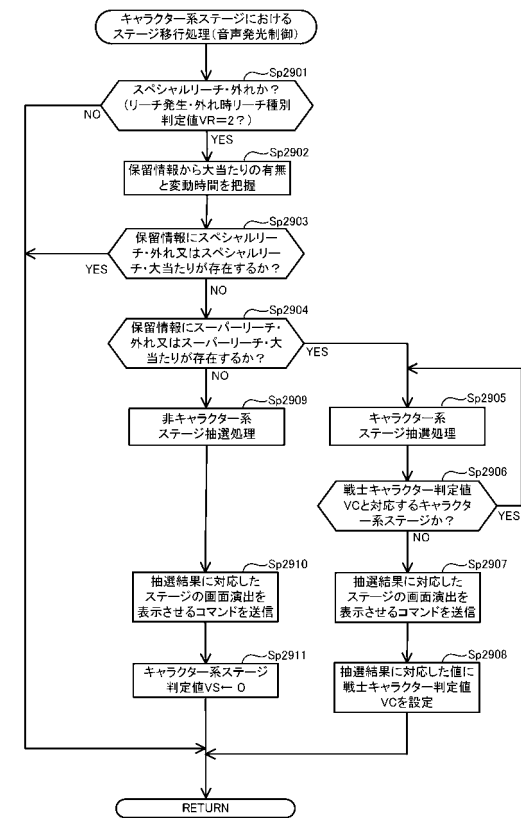 キャラクター系ステージにおける
ステージ移行処理(音声発光制御)
Sp2901
スペシャルリーチ・外れか?
(リーチ発生・外れ時リーチ種別
判定値VR=2?)
NO
YES
Sp2902
保留情報から大当たりの有無
と変動時間を把握
Sp2903
保留情報にスペシャルリー
チ・外れ又はスペシャルリー
チ・大当たりが存在するか?
YES
NO
Sp2904
保留情報にスーパーリーチ・
外れ又はスーパーリーチ・大
当たりが存在するか?
YES
NO
Sp2909
非キャラクター系
ステージ抽選処理
Sp2905
キャラクター系
ステージ抽選処理
Sp2906
戦士キャラクター判定値
VCと対応するキャラクタ
ー系ステージか?
YES
NO
Sp2910
抽選結果に対応した
ステージの画面演出を
表示させるコマンドを送信
Sp2907
抽選結果に対応した
ステージの画面演出を
表示させるコマンドを送信
Sp2911
キャラクター系ステージ
判定値VS←0
Sp2908
抽選結果に対応した値に
戦士キャラクター判定値
VCを設定
RETURN